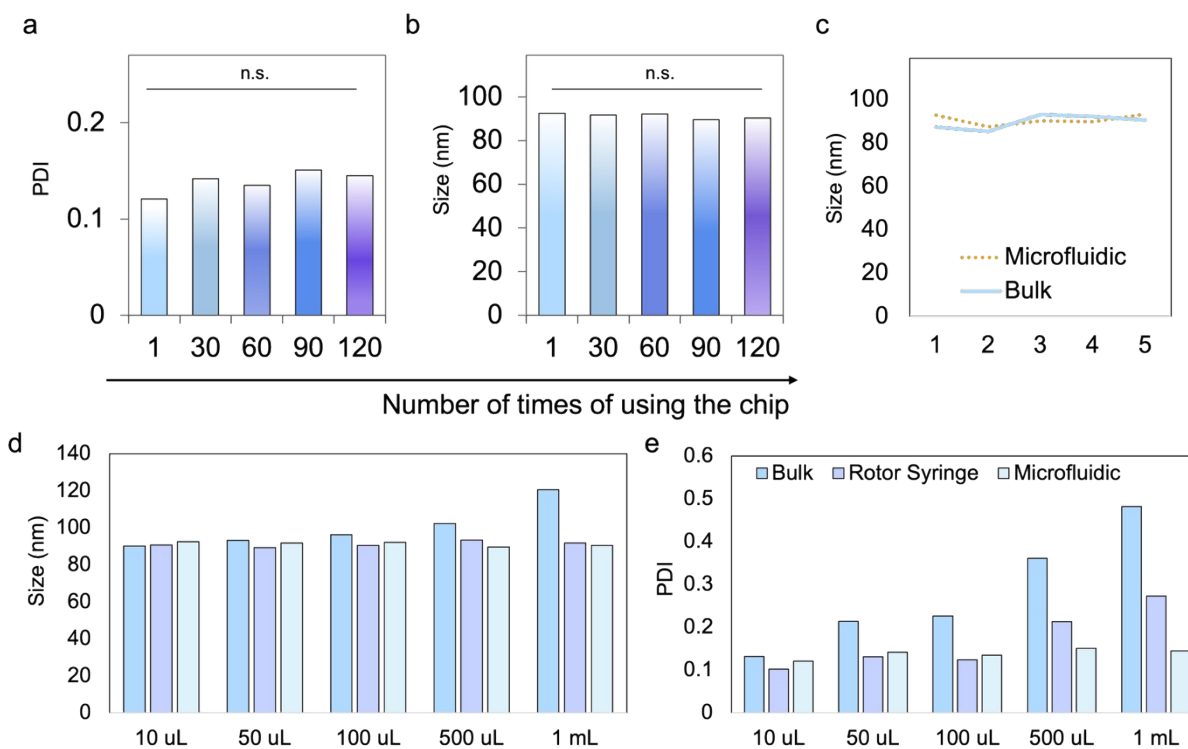 a
n.s.
PDI
0.2
0.1
0
1 30 60 90 120
b
n.s.
Size (nm)
100
80
60
40
20
0
1 30 60 90 120
Number of times of using the chip
c
Size (nm)
100
80
60
40
20
0
Microfluidic
Bulk
1 2 3 4 5
d
Size (nm)
140
120
100
80
60
40
20
0
10 uL 50 uL 100 uL 500 uL 1 mL
e
PDI
0.6
0.5
0.4
0.3
0.2
0.1
0
Bulk Rotor Syringe Microfluidic
10 uL 50 uL 100 uL 500 uL 1 mL